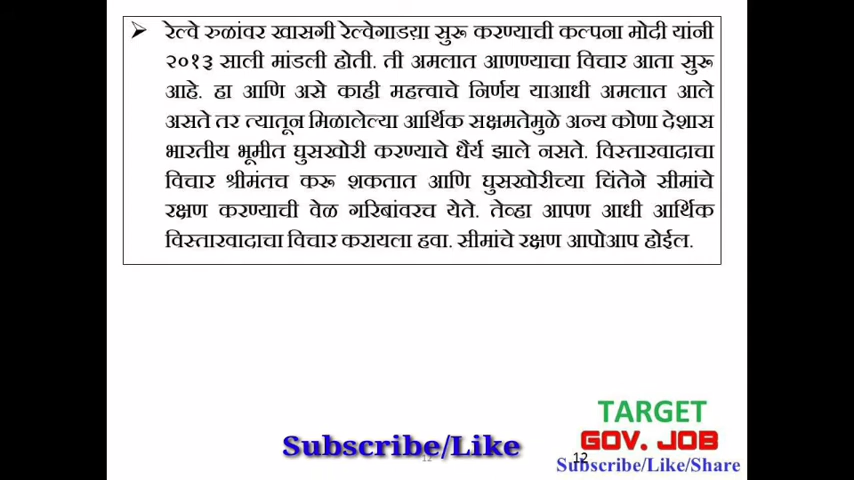 ➢ रेल्वे रुळांवर खासगी रेल्वेगाड्या सुरू करण्याची कल्पना मोदी यांनी
२०१३ साली मांडली होती. ती अमलात आणण्याचा विचार आता सुरू
आहे. हा आणि असे काही महत्त्वाचे निर्णय याआधी अमलात आले
असते तर त्यातून मिळालेल्या आर्थिक सक्षमतेमुळे अन्य कोणा देशास
भारतीय भूमीत घुसखोरी करण्याचे धैर्य झाले नसते. विस्तारवादाचा
विचार श्रीमंतच करू शकतात आणि घुसखोरीच्या चिंतेने सीमांचे
रक्षण करण्याची वेळ गरिबांवरच येते. तेव्हा आपण आधी आर्थिक
विस्तारवादाचा विचार करायला हवा. सीमांचे रक्षण आपोआप होईल.
TARGET
GOV. JOB
Subscribe/Like
12
12
Subscribe/Like/Share